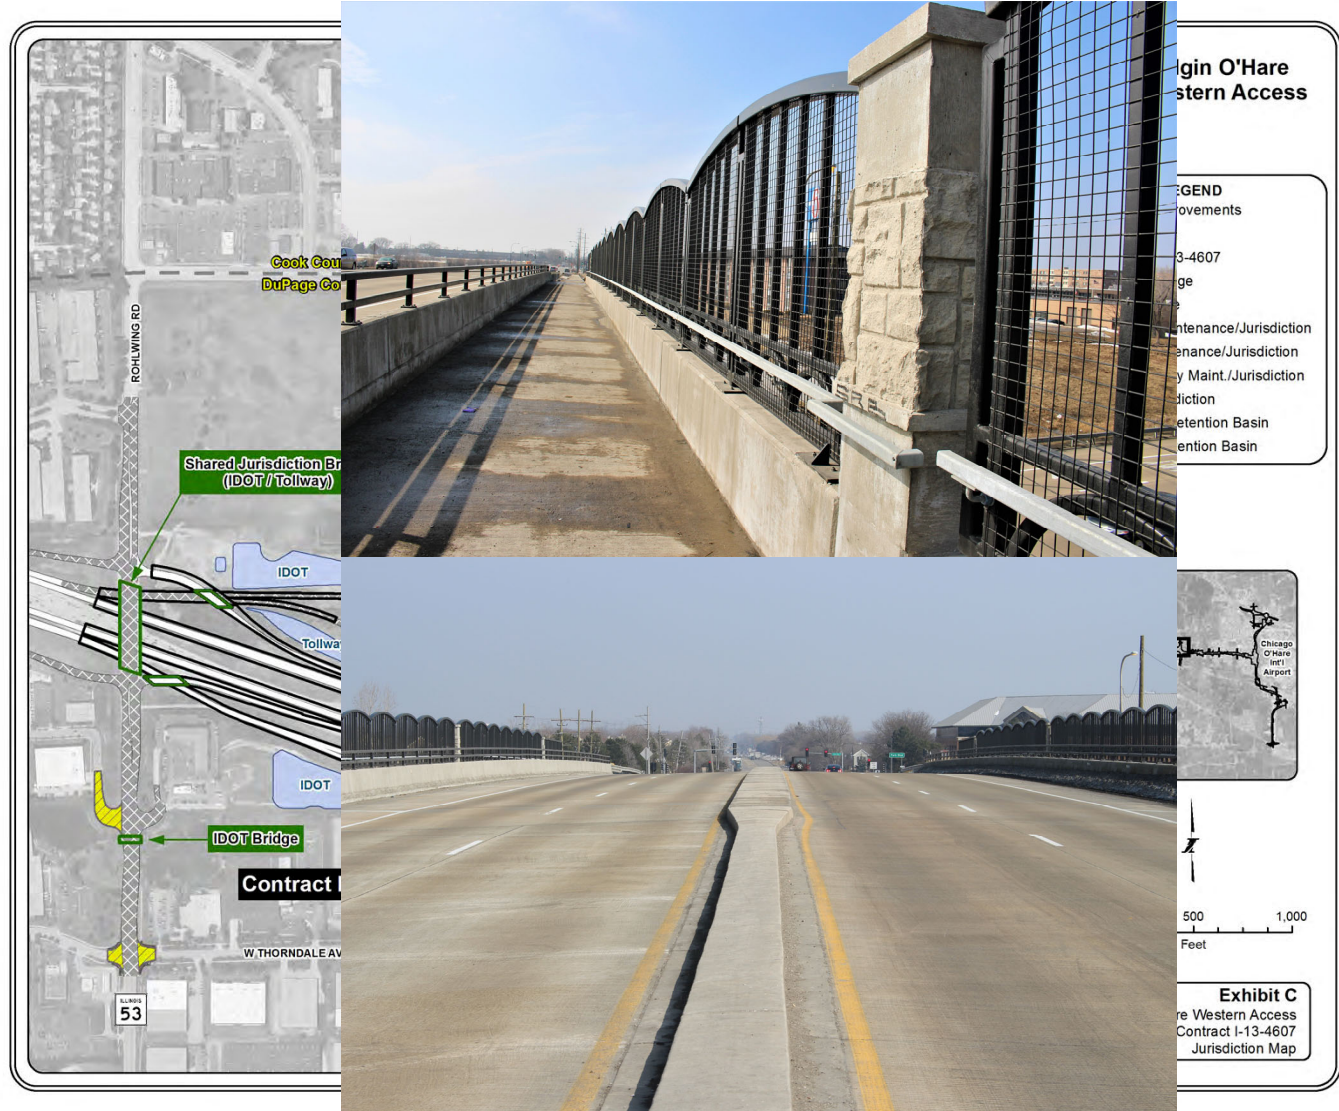 Cook Cou
DuPage Co
ROHLWING RD
Shared Jurisdiction Br
(IDOT / Tollway)
IDOT
Tollwa
IDOT
IDOT Bridge
Contract
W THORNDALE AV
ILLINOIS
53
lgin O'Hare
stern Access
EGEND
rovements
3-4607
ge
e
ntenance/Jurisdiction
enance/Jurisdiction
y Maint./Jurisdiction
diction
etention Basin
ention Basin
Chicago
O'Hare
Int'l
Airport
500 1,000
Feet
Exhibit C
re Western Access
Contract I-13-4607
Jurisdiction Map